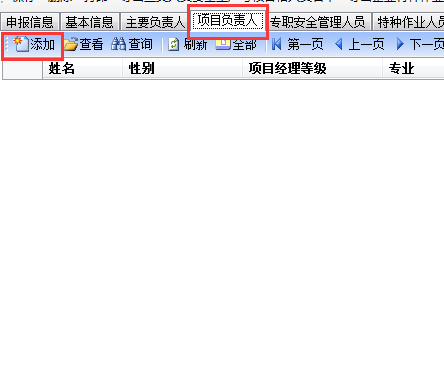 申报信息 基本信息 主要负责人 项目负责人 专职安全管理人员 特种作业人员
添加 查看 查询 刷新 全部 第一页 上一页 下一页
姓名 性别 项目经理等级 专业